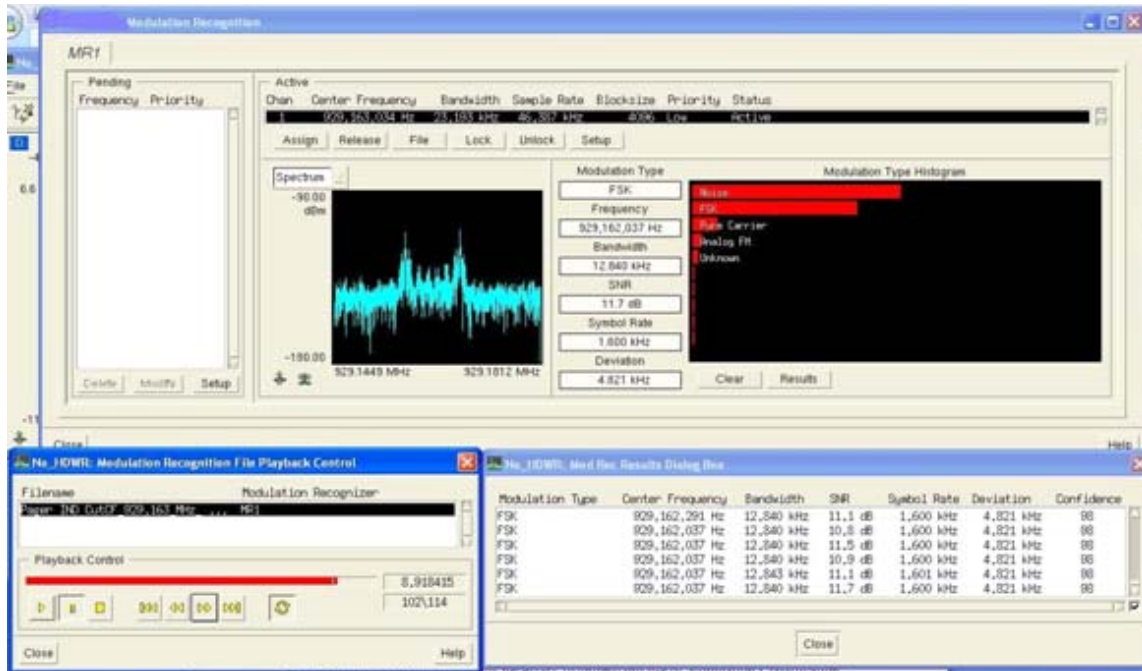 Modulation Recognition
MR1
File
Pending
Frequency Priority
Delete Modify Setup
Active
Chan Center Frequency Bandwidth Sample Rate Blocksize Priority Status
1 929,163,034 Hz 23,193 kHz 46,387 kHz 4096 Low Active
Assign Release File Lock Unlock Setup
Spectrum
-90.00
dBm
-190.00
929.1449 MHz 929.1812 MHz
Modulation Type
FSK
Frequency
929,162,037 Hz
Bandwidth
12.840 kHz
SNR
11.7 dB
Symbol Rate
1.600 kHz
Deviation
4.821 kHz
Modulation Type Histogram
Noise
FSK
Pure Carrier
Analog FM
Unknown
Clear Results
6.6
-11
Close Help
No_HDWR: Modulation Recognition File Playback Control
Filename Modulation Recognizer
Pager IND CutCF_929,163_MHz_ ... MR1
Playback Control
8.918415
102\114
Close Help
No_HDWR: Mod Rec Results Dialog Box
Modulation Type Center Frequency Bandwidth SNR Symbol Rate Deviation Confidence
FSK 929,162,291 Hz 12,840 kHz 11.1 dB 1,600 kHz 4,821 kHz 98
FSK 929,162,037 Hz 12,840 kHz 10.8 dB 1,600 kHz 4,821 kHz 98
FSK 929,162,037 Hz 12,840 kHz 11.5 dB 1,600 kHz 4,821 kHz 98
FSK 929,162,037 Hz 12,840 kHz 10.9 dB 1,600 kHz 4,821 kHz 98
FSK 929,162,037 Hz 12,843 kHz 11.1 dB 1,601 kHz 4,821 kHz 98
FSK 929,162,037 Hz 12,840 kHz 11.7 dB 1,600 kHz 4,821 kHz 98
Close